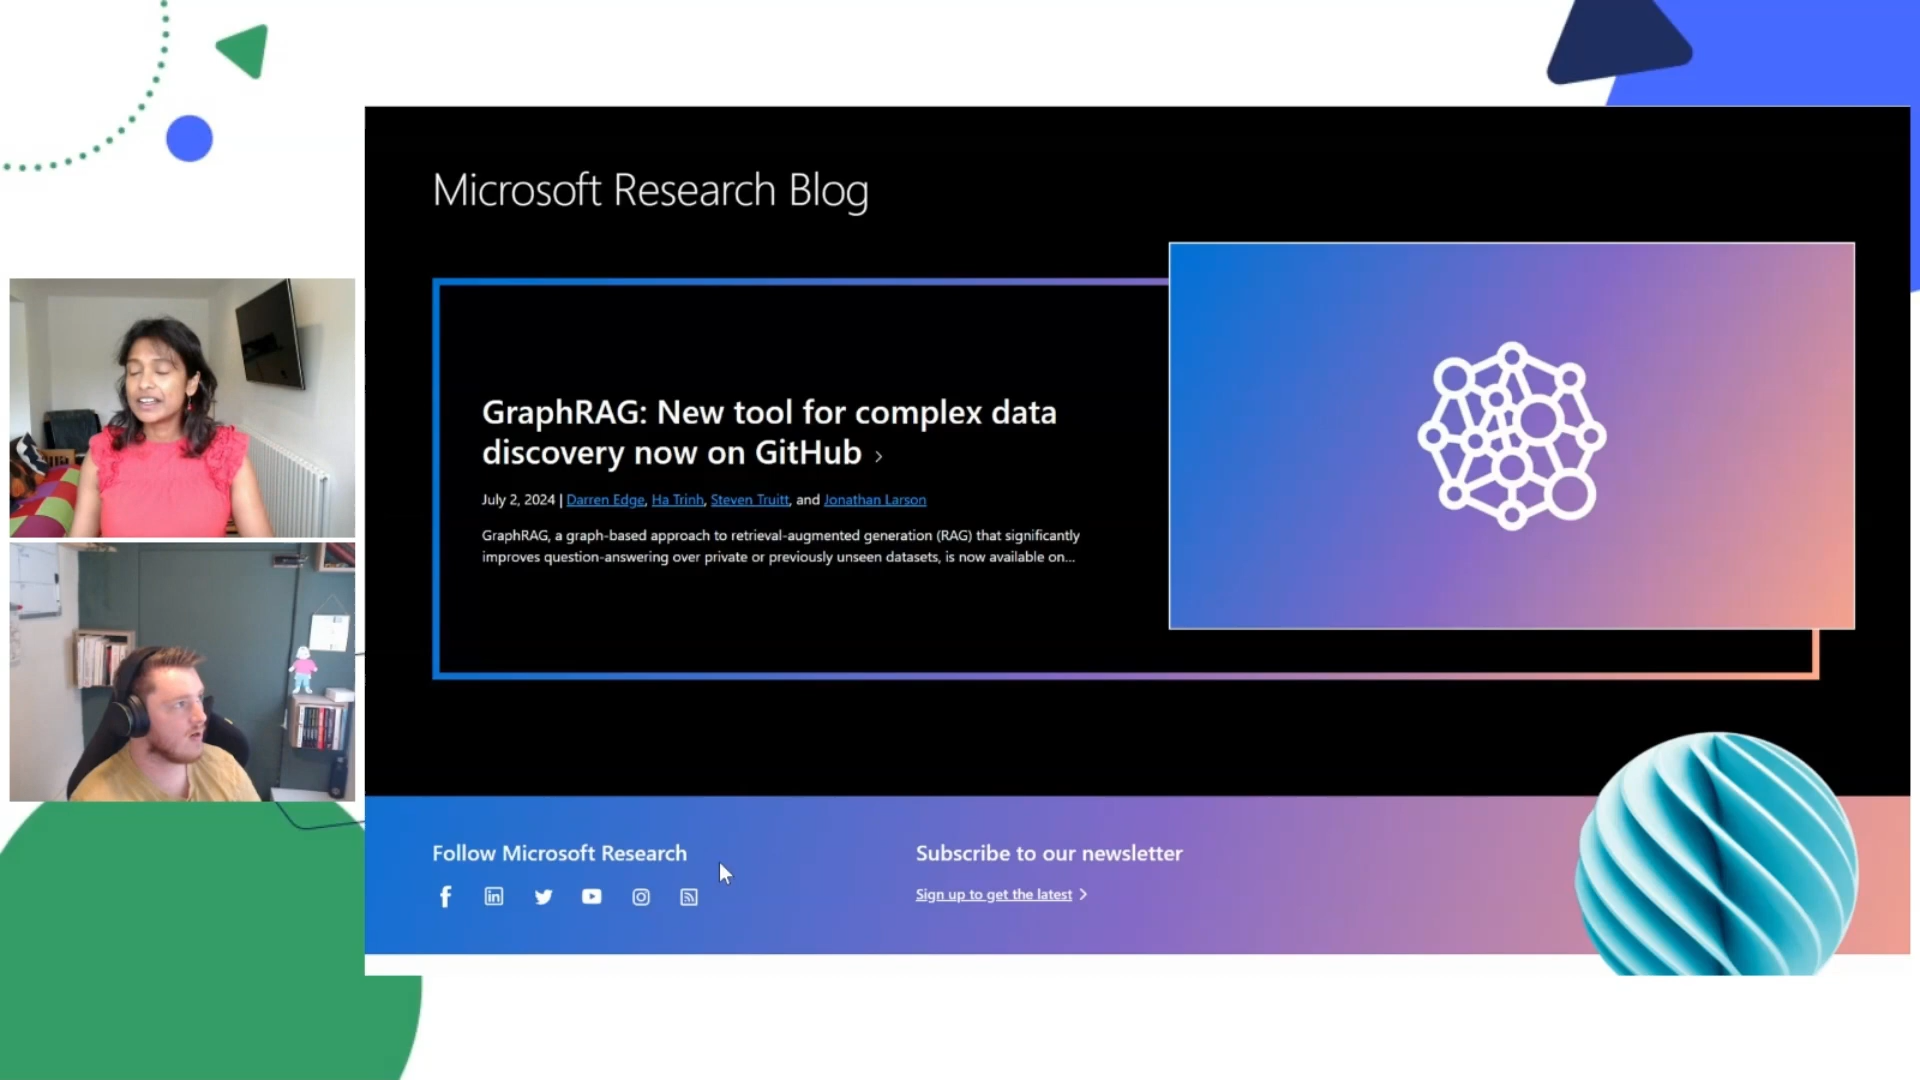 Microsoft Research Blog
GraphRAG: New tool for complex data
discovery now on GitHub >
July 2, 2024 | Darren Edge, Ha Trinh, Steven Truitt, and Jonathan Larson
GraphRAG, a graph-based approach to retrieval-augmented generation (RAG) that significantly
improves question-answering over private or previously unseen datasets, is now available on...
Follow Microsoft Research
Subscribe to our newsletter
Sign up to get the latest >